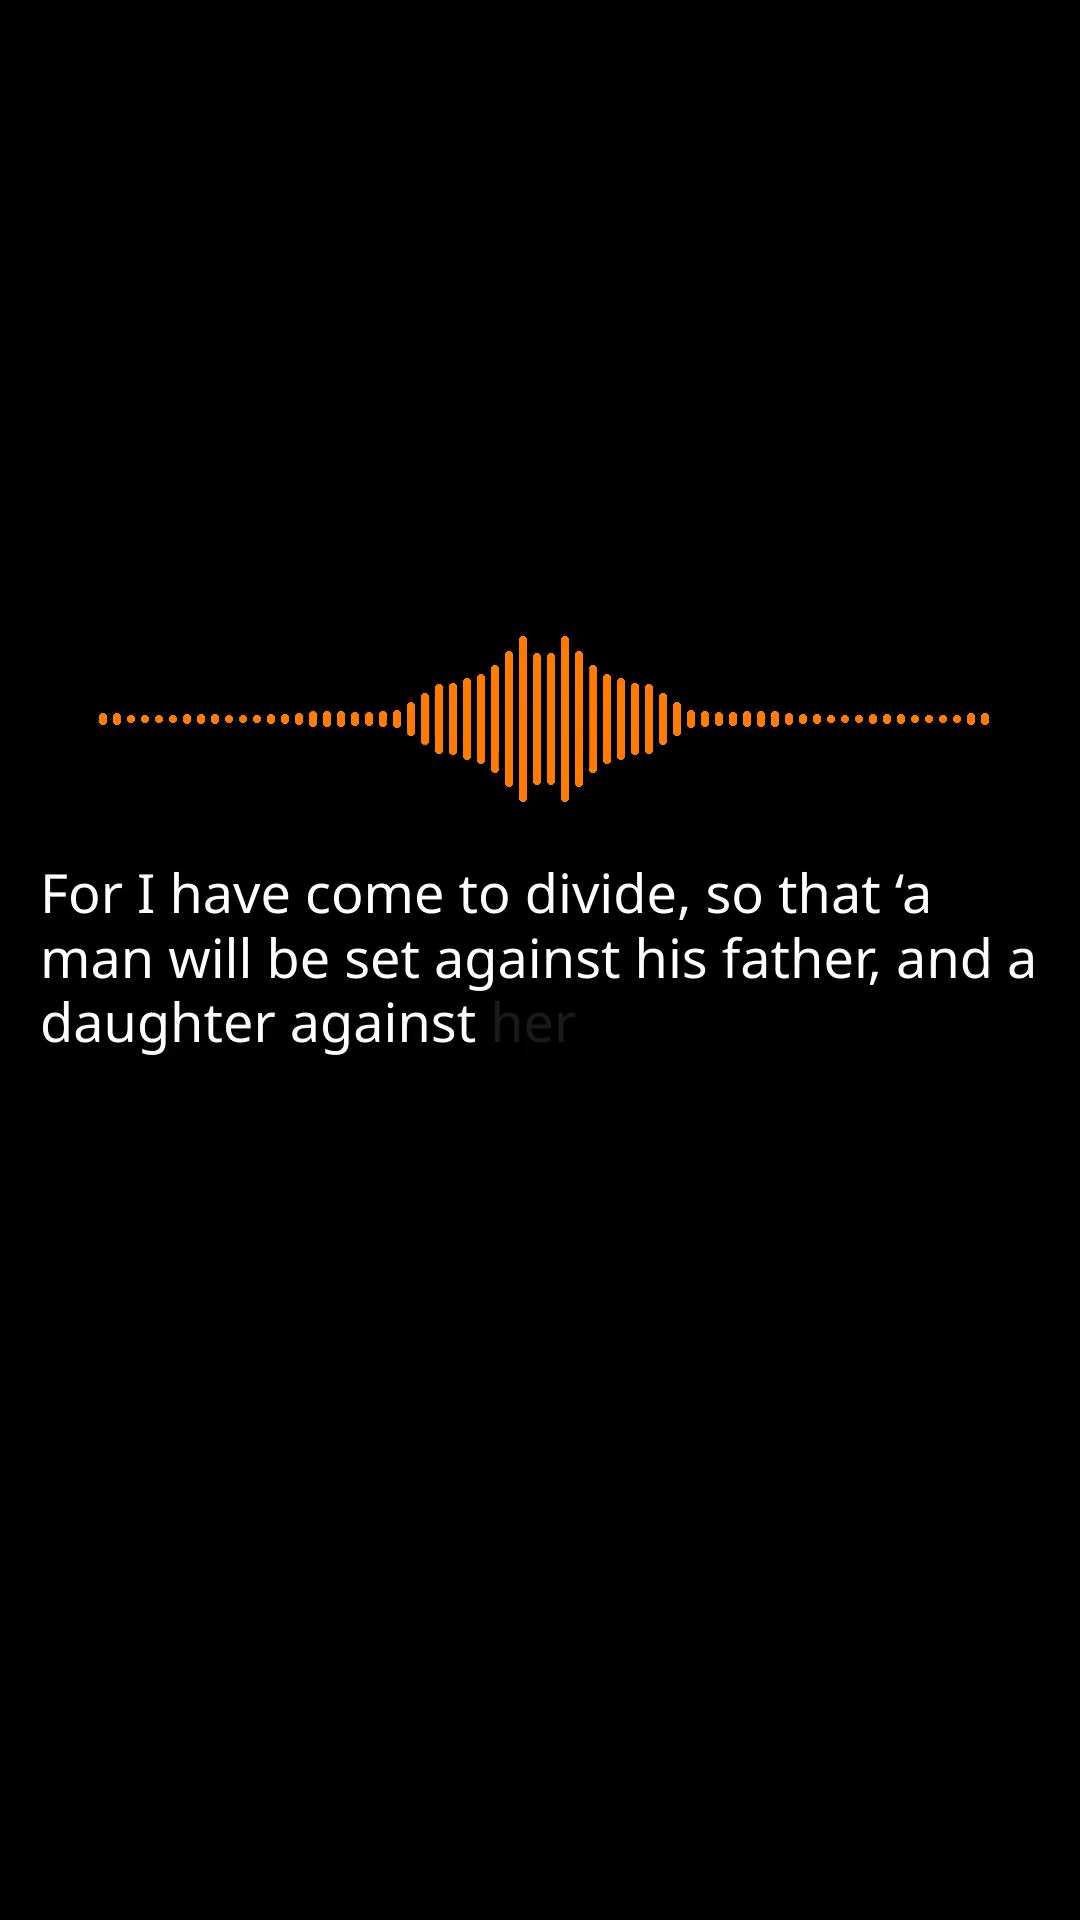 For I have come to divide, so that ‘a
man will be set against his father, and a
daughter against her